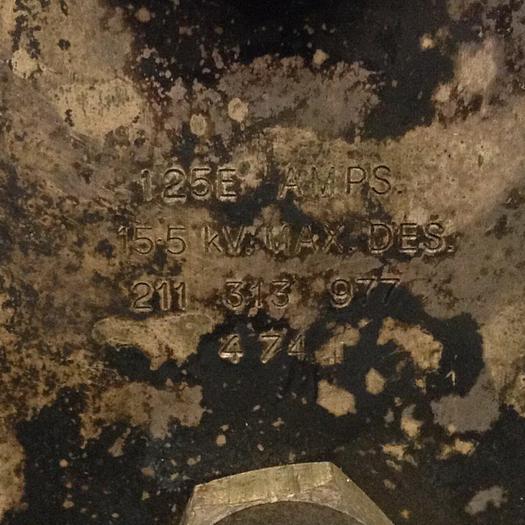 125E AMPS.
15.5 kV. MAX. DES.
211 313 977
4 74